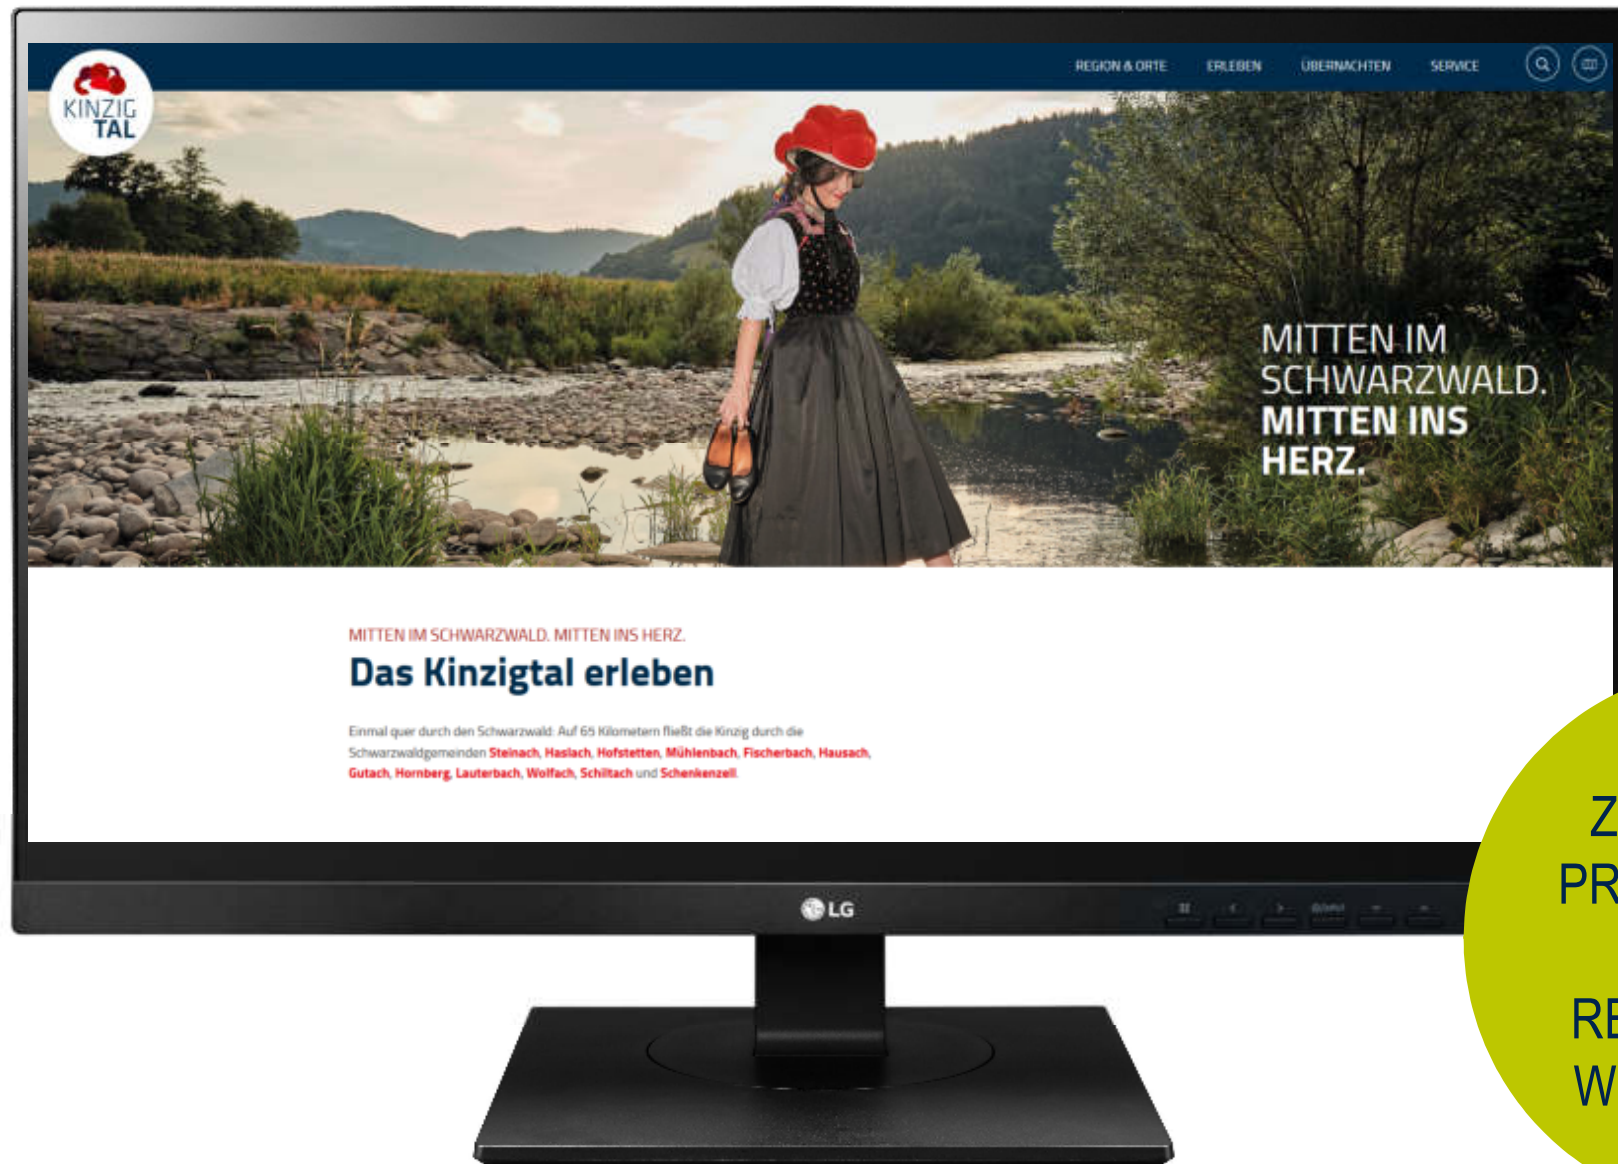 KINZIG
TAL
REGION & ORTE
ERLEBEN
ÜBERNACHTEN
SERVICE
MITTEN IM
SCHWARZWALD.
MITTEN INS
HERZ.
MITTEN IM SCHWARZWALD. MITTEN INS HERZ.
Das Kinzigtal erleben
Einmal quer durch den Schwarzwald: Auf 65 Kilometern fließt die Kinzig durch die
Schwarzwaldgemeinden Steinach, Haslach, Hofstetten, Mühlenbach, Fischerbach, Hausach,
Gutach, Hornberg, Lauterbach, Wolfach, Schiltach und Schenkenzell.
LG